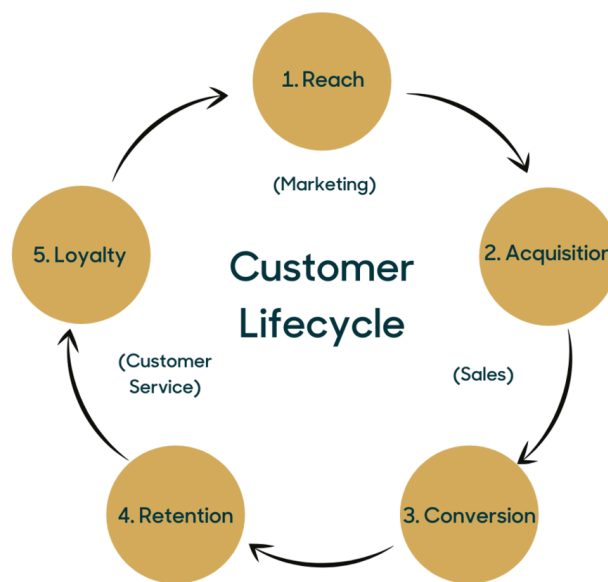 1. Reach
(Marketing)
2. Acquisition
(Sales)
3. Conversion
4. Retention
(Customer
Service)
5. Loyalty
Customer
Lifecycle